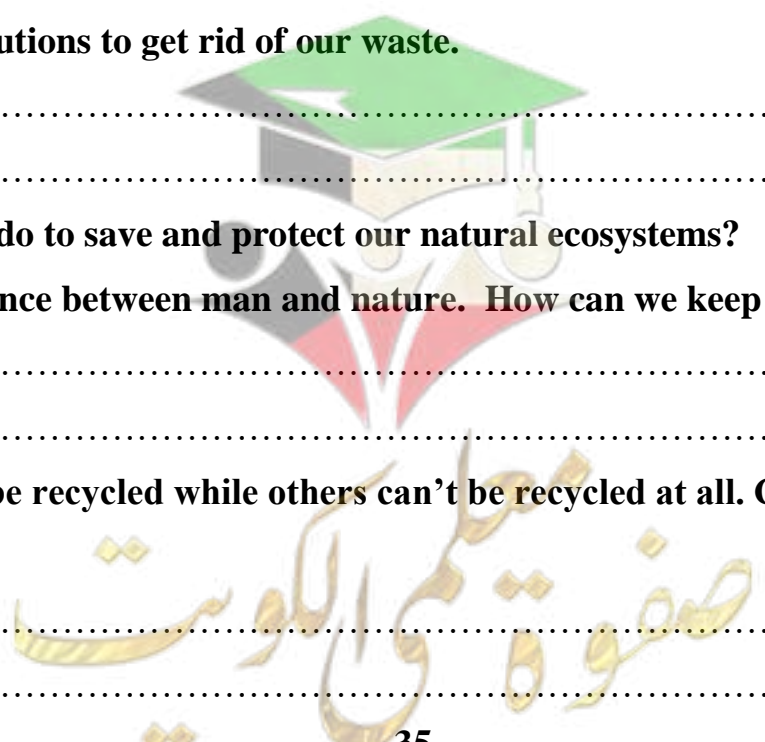 utions to get rid of our waste.
……………………………………………………………
……………………………………………………………
do to save and protect our natural ecosystems?
nce between man and nature.  How can we keep
……………………………………………………………
……………………………………………………………
be recycled while others can’t be recycled at all. C
……………………………………………………………
……………………………………………………………
صفوة معلمى الكويت
35